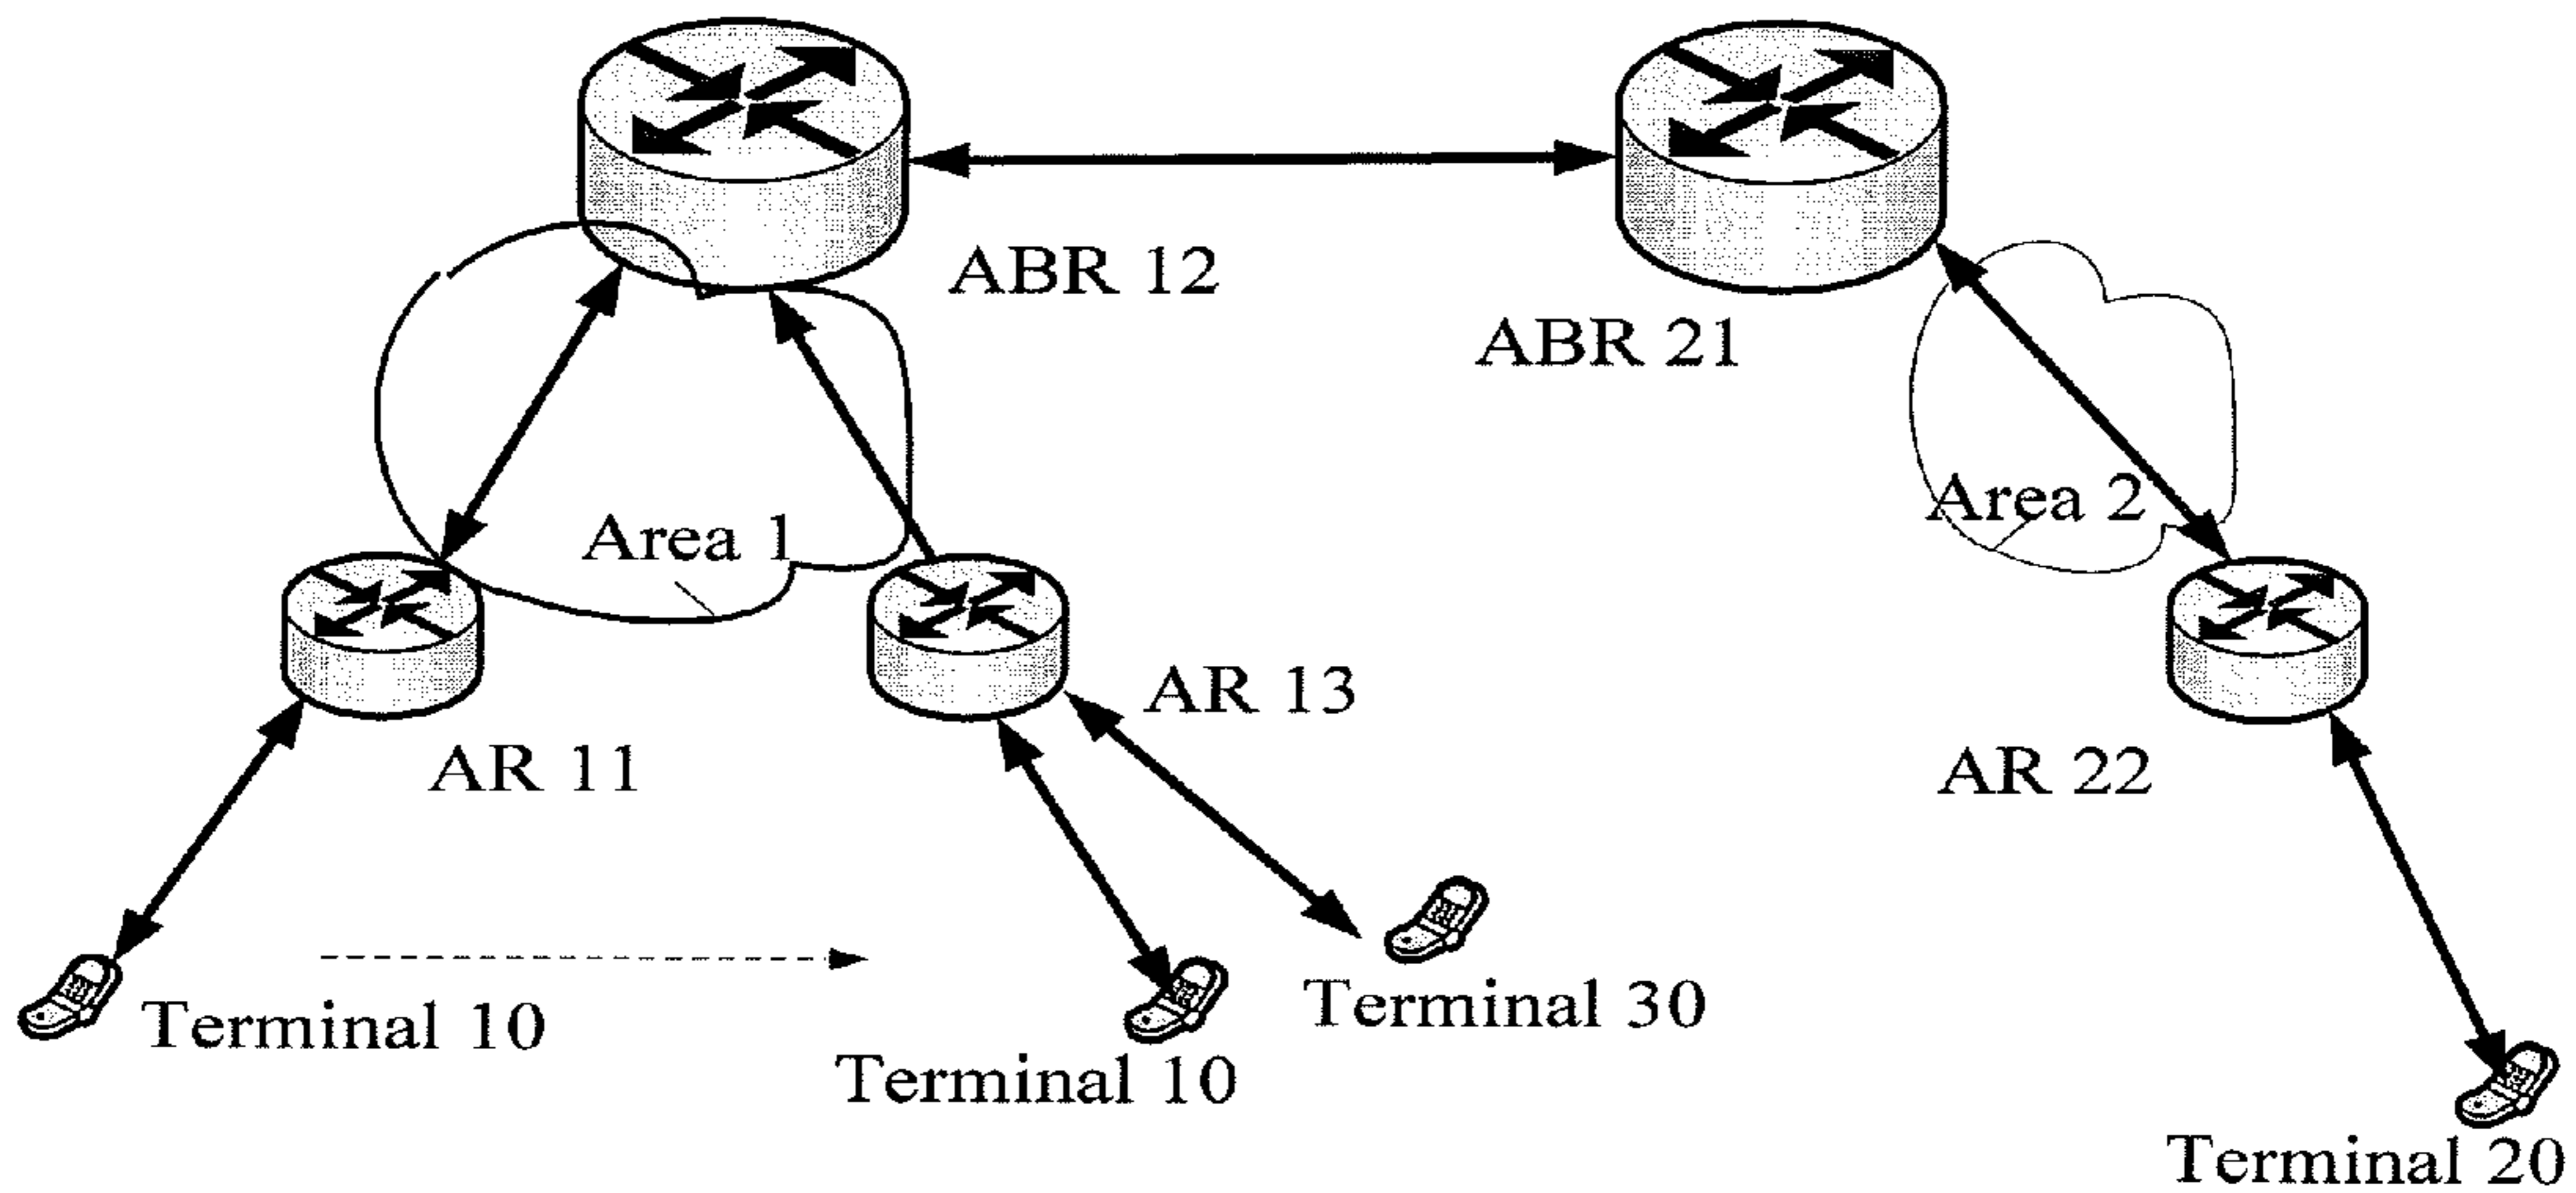 ABR 12
ABR 21
Area 1
Area 2
AR 13
AR 11
AR 22
Terminal 10
Terminal 30
Terminal 10
Terminal 20